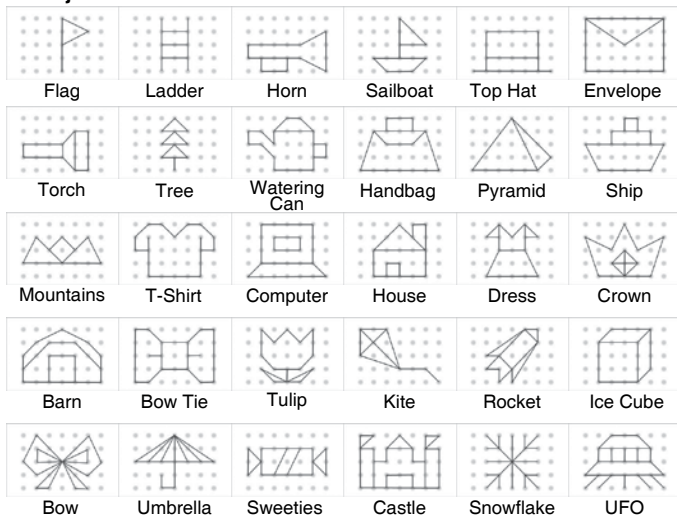 Flag Ladder Horn Sailboat Top Hat Envelope
Torch Tree Watering Can Handbag Pyramid Ship
Mountains T-Shirt Computer House Dress Crown
Barn Bow Tie Tulip Kite Rocket Ice Cube
Bow Umbrella Sweeties Castle Snowflake UFO